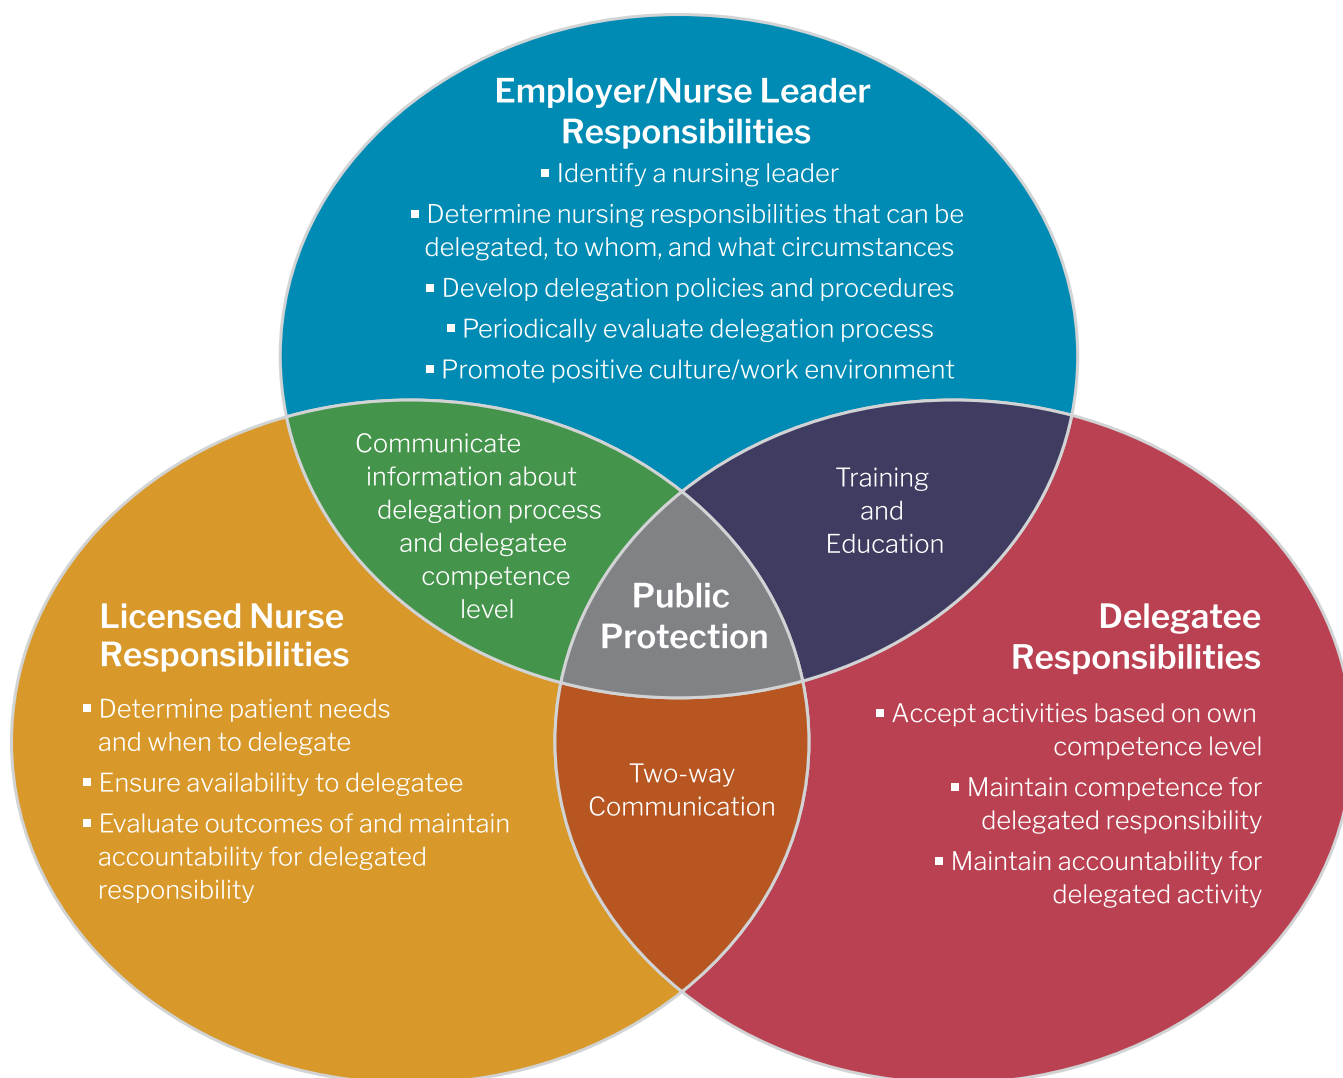 Employer/Nurse Leader
Responsibilities
▪ Identify a nursing leader
▪ Determine nursing responsibilities that can be
delegated, to whom, and what circumstances
▪ Develop delegation policies and procedures
▪ Periodically evaluate delegation process
▪ Promote positive culture/work environment
Communicate
information about
delegation process
and delegatee
competence
level
Training
and
Education
Public
Protection
Licensed Nurse
Responsibilities
▪ Determine patient needs
and when to delegate
▪ Ensure availability to delegatee
▪ Evaluate outcomes of and maintain
accountability for delegated
responsibility
Two-way
Communication
Delegatee
Responsibilities
▪ Accept activities based on own
competence level
▪ Maintain competence for
delegated responsibility
▪ Maintain accountability for
delegated activity